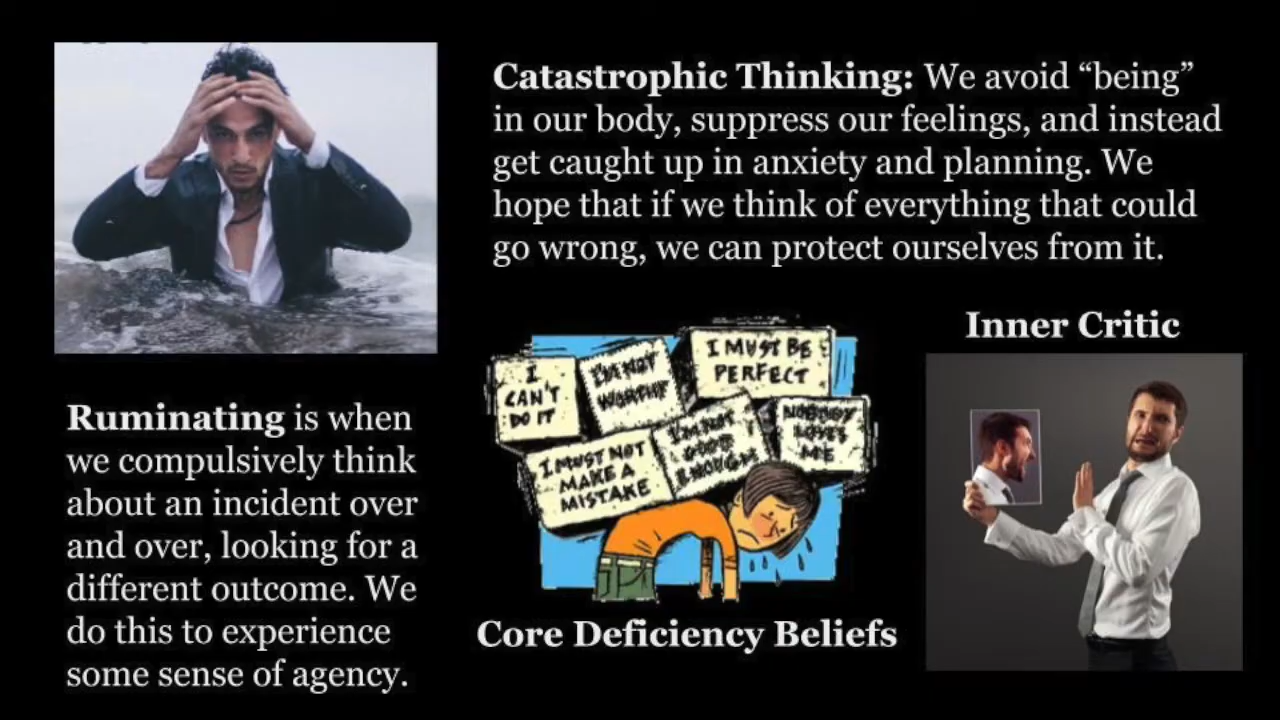 Catastrophic Thinking: We avoid “being”
in our body, suppress our feelings, and instead
get caught up in anxiety and planning. We
hope that if we think of everything that could
go wrong, we can protect ourselves from it.
Ruminating is when
we compulsively think
about an incident over
and over, looking for a
different outcome. We
do this to experience
some sense of agency.
I
CAN'T
DO IT
I'M NOT
WORTHY
I MUST BE
PERFECT
I MUST NOT
MAKE A
MISTAKE
I'M NOT
GOOD
ENOUGH
NOBODY
LOVES
ME
Core Deficiency Beliefs
Inner Critic